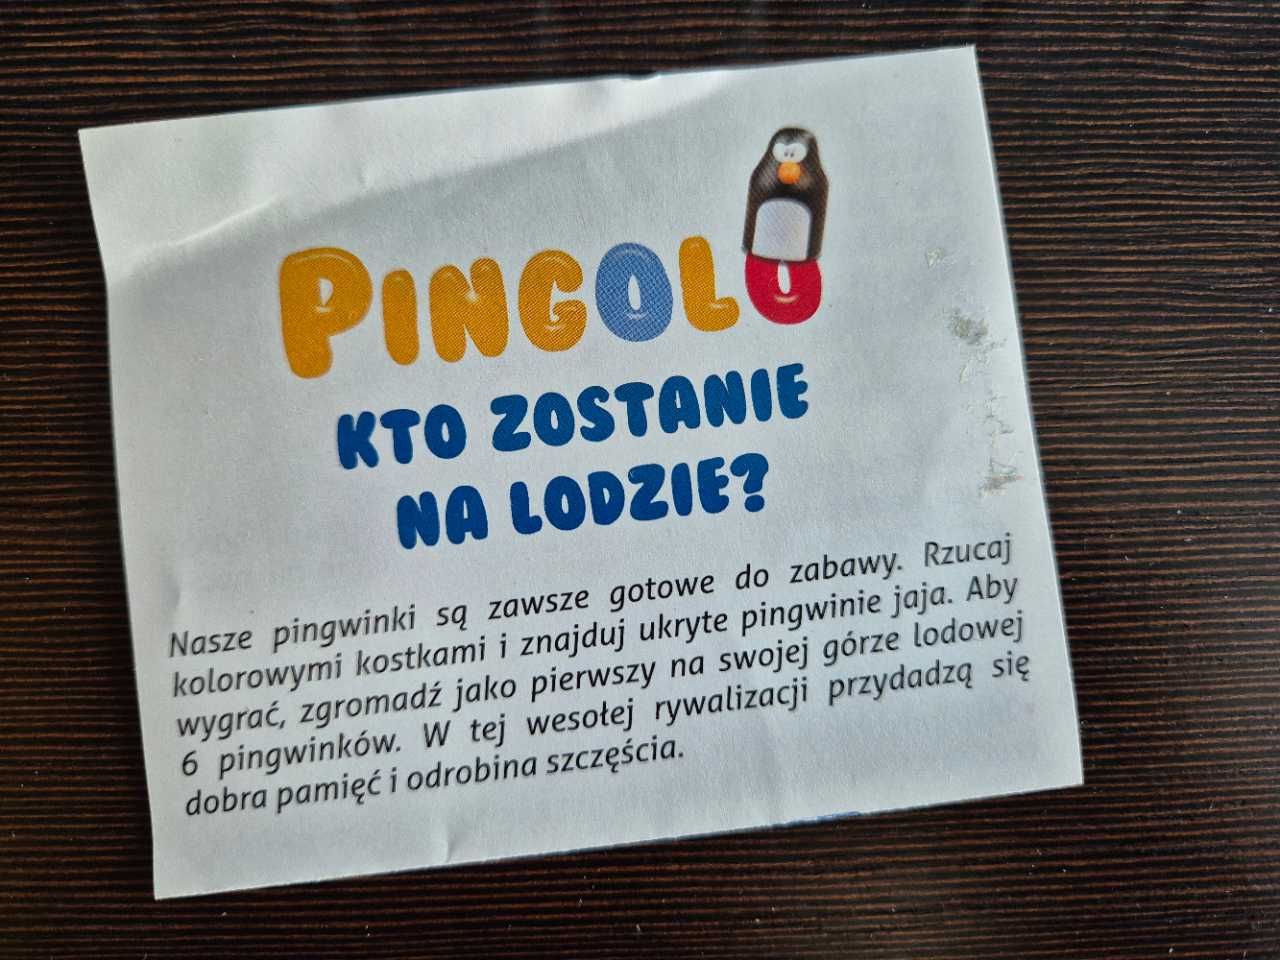 PINGOLO
KTO ZOSTANIE
NA LODZIE?
Nasze pingwinki są zawsze gotowe do zabawy. Rzucaj
kolorowymi kostkami i znajduj ukryte pingwinie jaja. Aby
wygrać, zgromadź jako pierwszy na swojej górze lodowej
6 pingwinków. W tej wesołej rywalizacji przydadzą się
dobra pamięć i odrobina szczęścia.